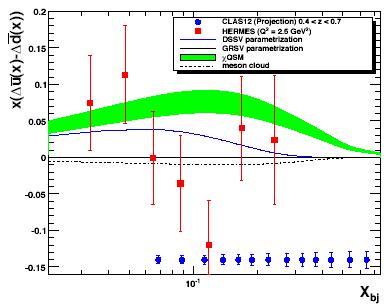 0.2
CLAS12 (Projection) 0.4 < z < 0.7
HERMES (Q² = 2.5 GeV²)
DSSV parametrization
GRSV parametrization
χQSM
meson cloud
0.15
0.1
0.05
0
-0.05
-0.1
-0.15
x(Δu̅(x)-Δd̅(x))
10⁻¹
X_bj